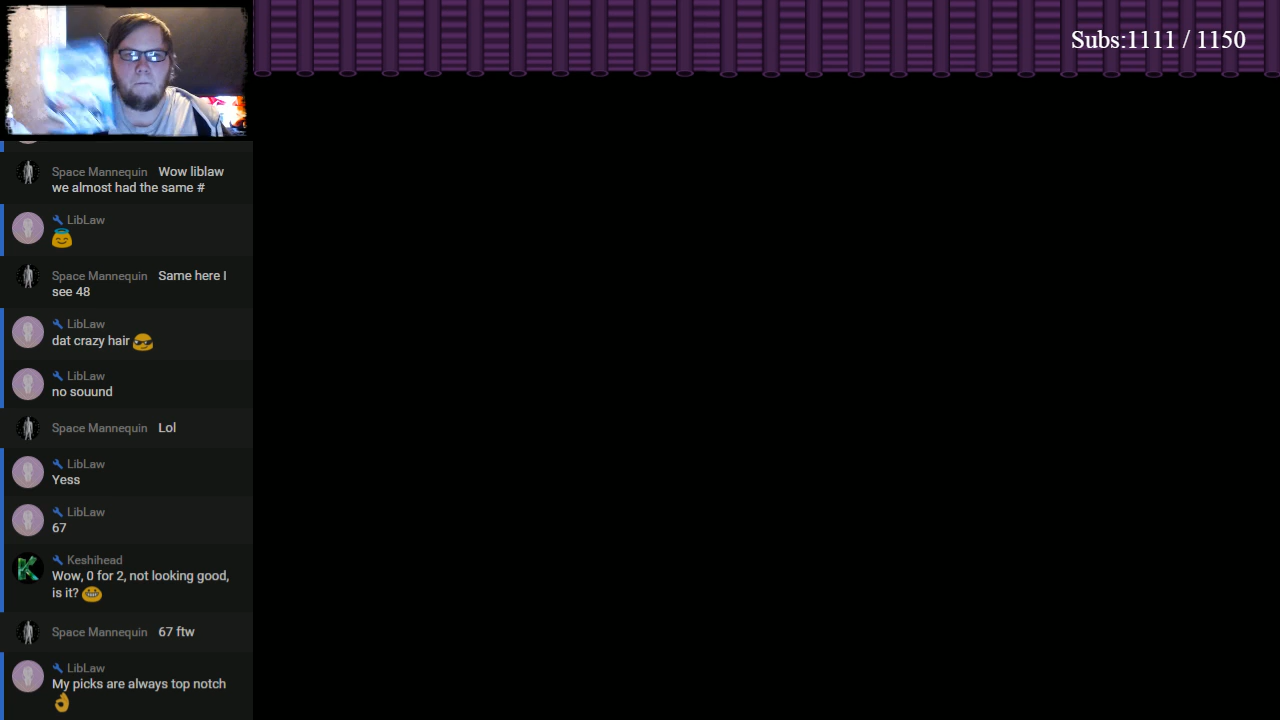 Subs:1111 / 1150
Space Mannequin Wow liblaw
we almost had the same #
LibLaw
Space Mannequin Same here I
see 48
LibLaw
dat crazy hair
LibLaw
no souund
Space Mannequin Lol
LibLaw
Yess
LibLaw
67
Keshihead
Wow, 0 for 2, not looking good,
is it?
Space Mannequin 67 ftw
LibLaw
My picks are always top notch